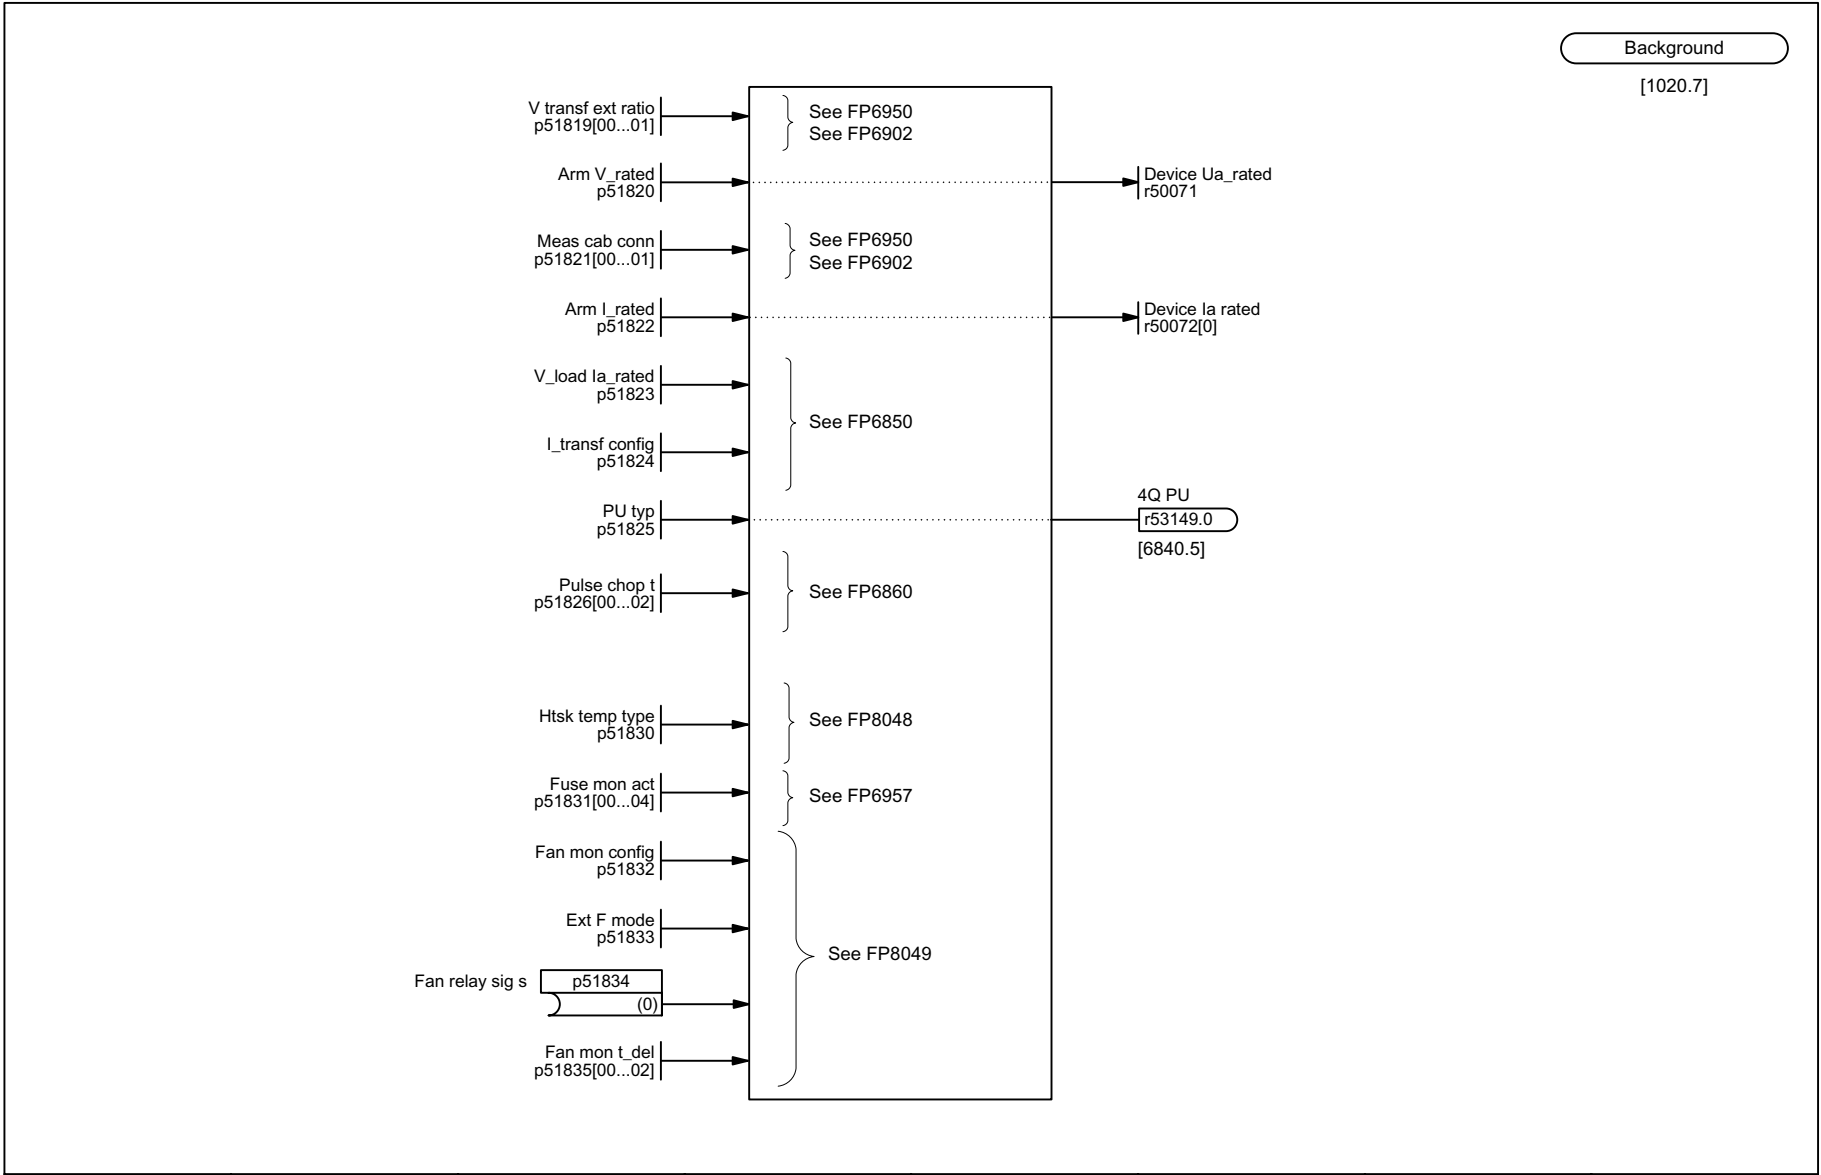 Background
[1020.7]
V transf ext ratio
p51819[00...01]
See FP6950
See FP6902
Arm V_rated
p51820
Device Ua_rated
r50071
Meas cab conn
p51821[00...01]
See FP6950
See FP6902
Arm I_rated
p51822
Device Ia rated
r50072[0]
V_load Ia_rated
p51823
See FP6850
I_transf config
p51824
PU typ
p51825
4Q PU
r53149.0
[6840.5]
Pulse chop t
p51826[00...02]
See FP6860
Htsk temp type
p51830
See FP8048
Fuse mon act
p51831[00...04]
See FP6957
Fan mon config
p51832
Ext F mode
p51833
See FP8049
Fan relay sig s
p51834
(0)
Fan mon t_del
p51835[00...02]